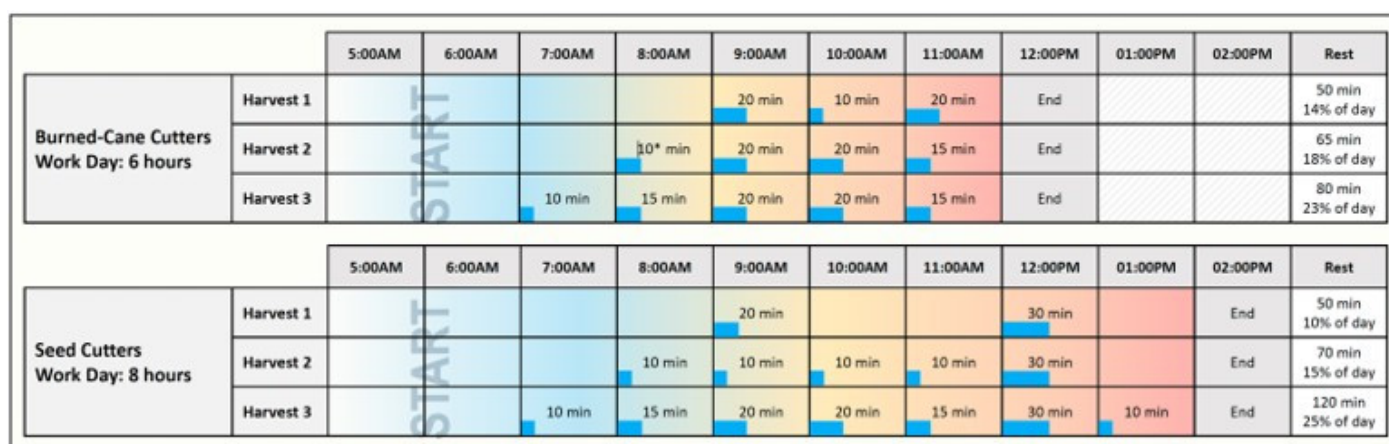 5:00AM 6:00AM 7:00AM 8:00AM 9:00AM 10:00AM 11:00AM 12:00PM 01:00PM 02:00PM Rest
Burned-Cane Cutters
Work Day: 6 hours
START
Harvest 1 20 min 10 min 20 min End 50 min
14% of day
Harvest 2 10* min 20 min 20 min 15 min End 65 min
18% of day
Harvest 3 10 min 15 min 20 min 20 min 15 min End 80 min
23% of day
5:00AM 6:00AM 7:00AM 8:00AM 9:00AM 10:00AM 11:00AM 12:00PM 01:00PM 02:00PM Rest
Seed Cutters
Work Day: 8 hours
START
Harvest 1 20 min 30 min End 50 min
10% of day
Harvest 2 10 min 10 min 10 min 10 min 30 min End 70 min
15% of day
Harvest 3 10 min 15 min 20 min 20 min 15 min 30 min 10 min End 120 min
25% of day